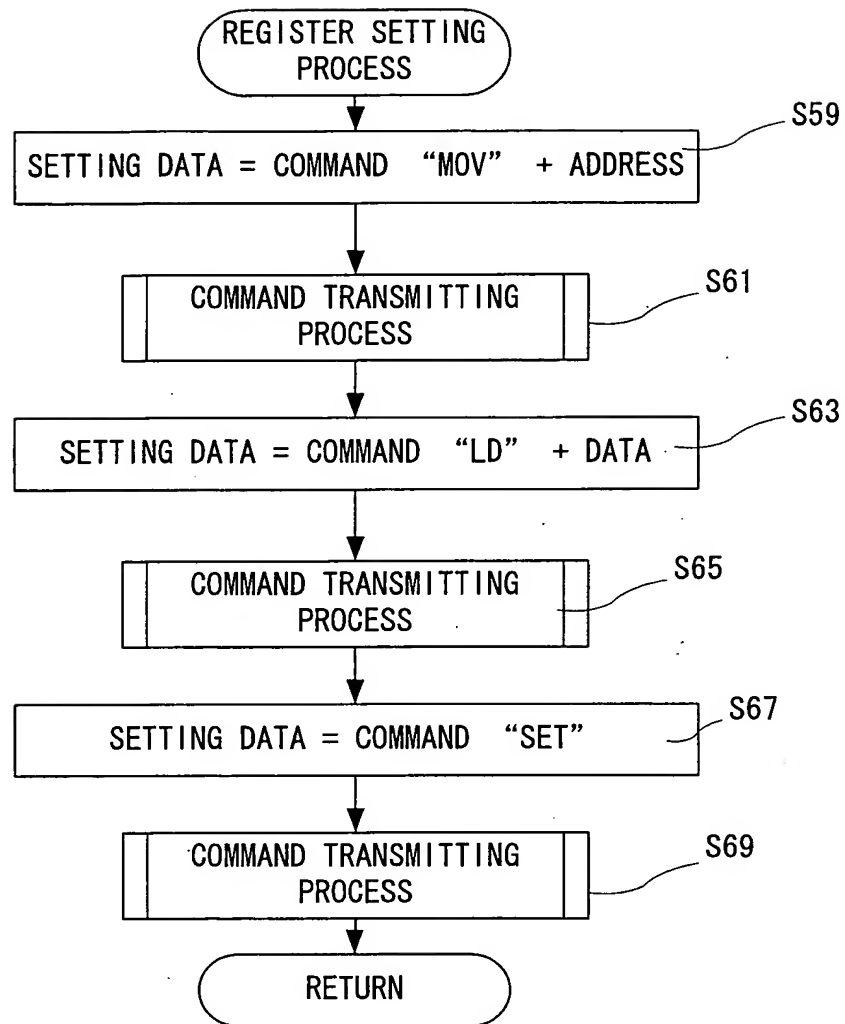 REGISTER SETTING
PROCESS
S59
SETTING DATA = COMMAND “MOV” + ADDRESS
S61
COMMAND TRANSMITTING
PROCESS
S63
SETTING DATA = COMMAND “LD” + DATA
S65
COMMAND TRANSMITTING
PROCESS
S67
SETTING DATA = COMMAND “SET”
S69
COMMAND TRANSMITTING
PROCESS
RETURN